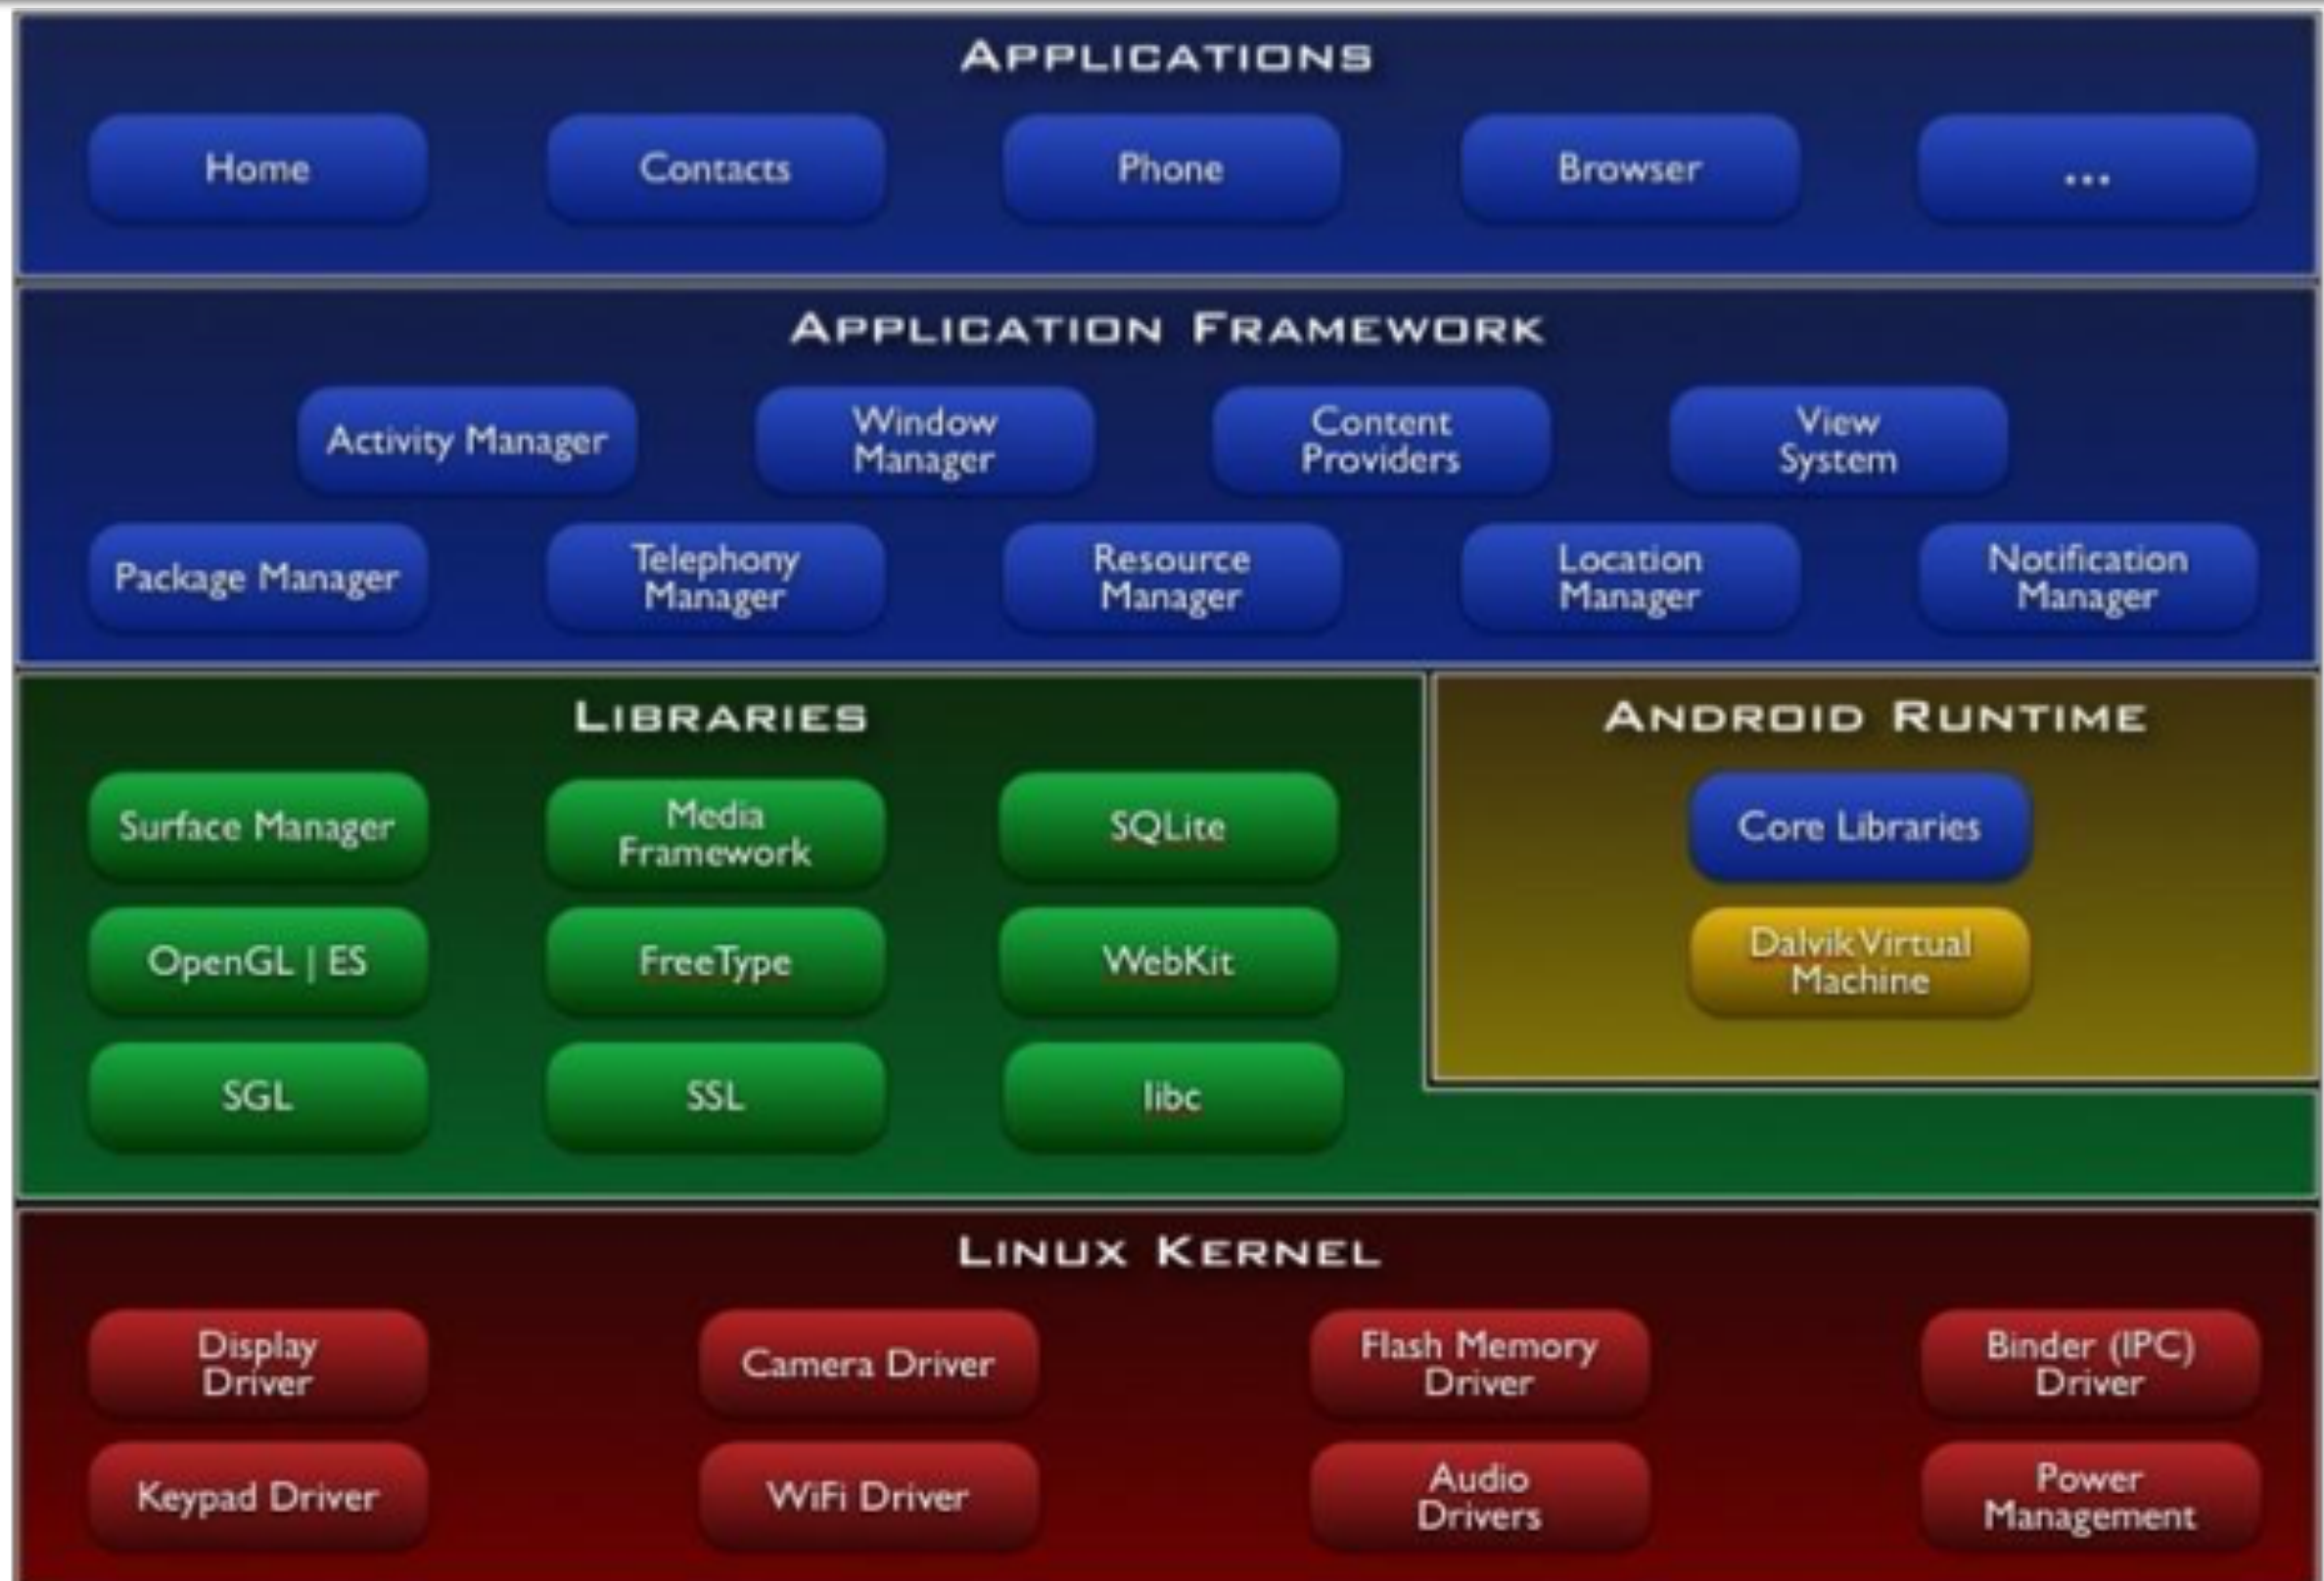 APPLICATIONS
Home
Contacts
Phone
Browser
...
APPLICATION FRAMEWORK
Activity Manager
Window
Manager
Content
Providers
View
System
Package Manager
Telephony
Manager
Resource
Manager
Location
Manager
Notification
Manager
LIBRARIES
Surface Manager
Media
Framework
SQLite
OpenGL | ES
FreeType
WebKit
SGL
SSL
libc
ANDROID RUNTIME
Core Libraries
Dalvik Virtual
Machine
LINUX KERNEL
Display
Driver
Camera Driver
Flash Memory
Driver
Binder (IPC)
Driver
Keypad Driver
WiFi Driver
Audio
Drivers
Power
Management